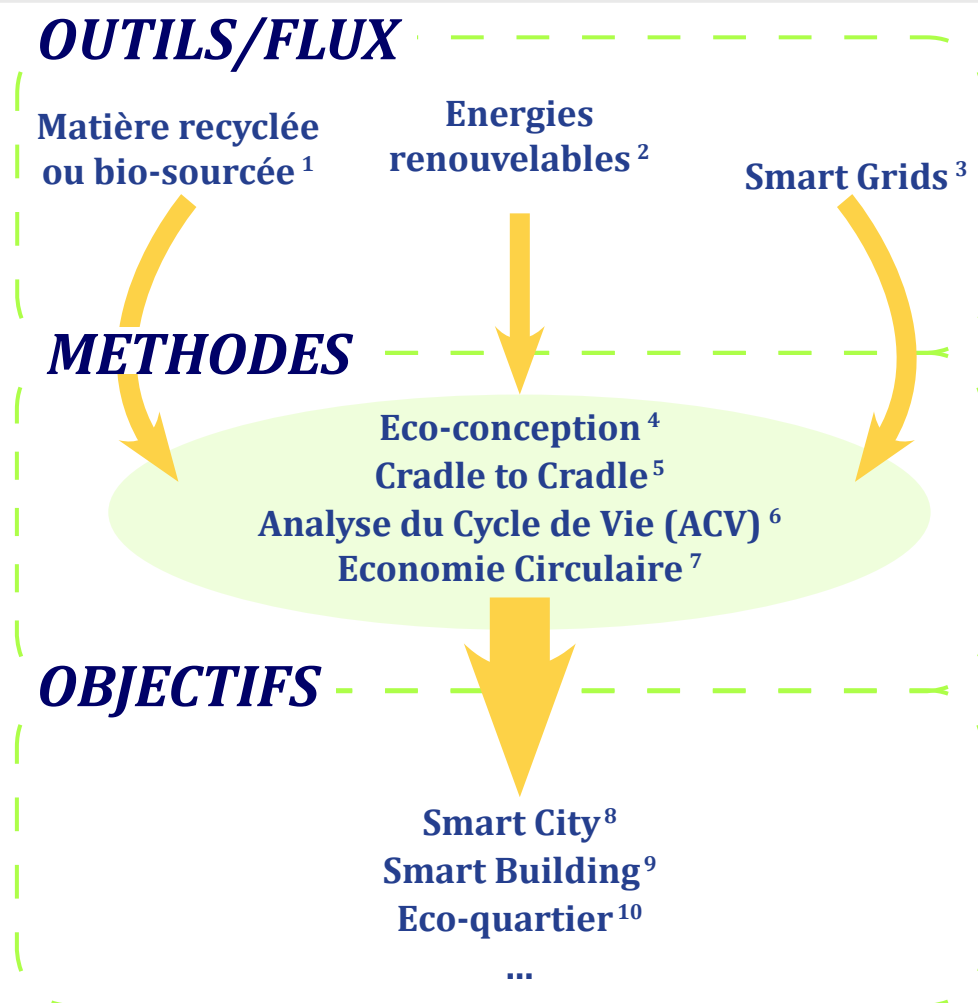 OUTILS/FLUX
Matière recyclée
ou bio-sourcée ¹
Energies
renouvelables ²
Smart Grids ³
METHODES
Eco-conception ⁴
Cradle to Cradle ⁵
Analyse du Cycle de Vie (ACV) ⁶
Economie Circulaire ⁷
OBJECTIFS
Smart City ⁸
Smart Building ⁹
Eco-quartier ¹⁰
...